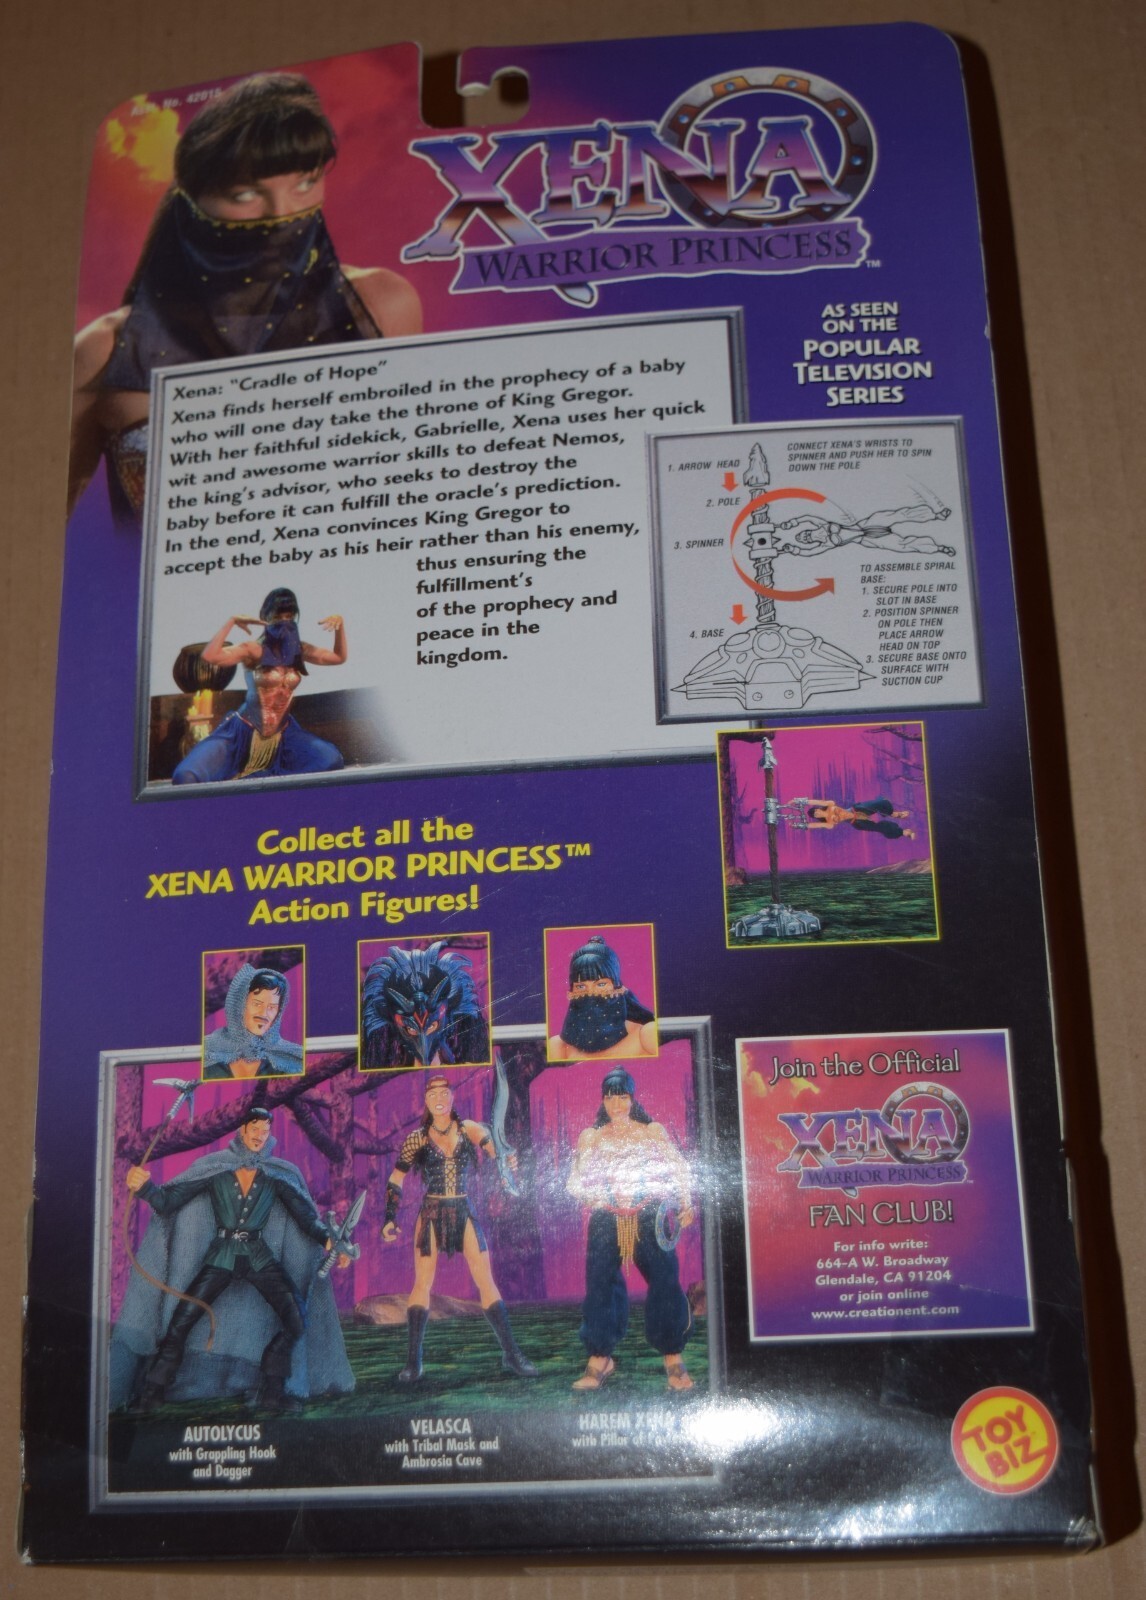 No. 42015
XENA
WARRIOR PRINCESS™
AS SEEN
ON THE
POPULAR
TELEVISION
SERIES
Xena: "Cradle of Hope"
Xena finds herself embroiled in the prophecy of a baby
who will one day take the throne of King Gregor.
With her faithful sidekick, Gabrielle, Xena uses her quick
wit and awesome warrior skills to defeat Nemos,
the king's advisor, who seeks to destroy the
baby before it can fulfill the oracle's prediction.
In the end, Xena convinces King Gregor to
accept the baby as his heir rather than his enemy,
thus ensuring the
fulfillment's
of the prophecy and
peace in the
kingdom.
CONNECT XENA'S WRISTS TO
SPINNER AND PUSH HER TO SPIN
DOWN THE POLE
1. ARROW HEAD
2. POLE
3. SPINNER
4. BASE
TO ASSEMBLE SPIRAL
BASE:
1. SECURE POLE INTO
SLOT IN BASE
2. POSITION SPINNER
ON POLE THEN
PLACE ARROW
HEAD ON TOP
3. SECURE BASE ONTO
SURFACE WITH
SUCTION CUP
Collect all the
XENA WARRIOR PRINCESS™
Action Figures!
AUTOLYCUS
with Grappling Hook
and Dagger
VELASCA
with Tribal Mask and
Ambrosia Cave
HAREM XENA
with Pillar of
Join the Official
XENA
WARRIOR PRINCESS
FAN CLUB!
For info write:
664-A W. Broadway
Glendale, CA 91204
or join online
www.creationent.com
TOY
BIZ